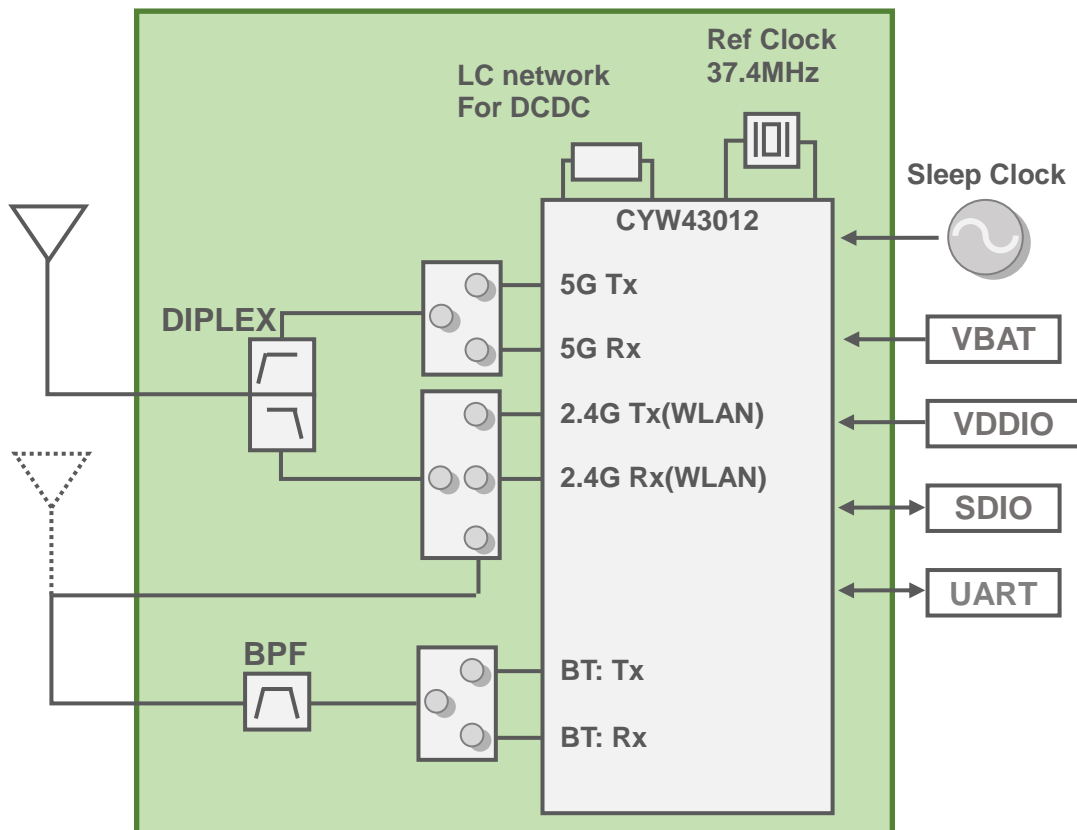 Ref Clock
37.4MHz
LC network
For DCDC
Sleep Clock
CYW43012
5G Tx
DIPLEX
VBAT
5G Rx
2.4G Tx(WLAN)
VDDIO
2.4G Rx(WLAN)
SDIO
UART
BPF
BT: Tx
BT: Rx